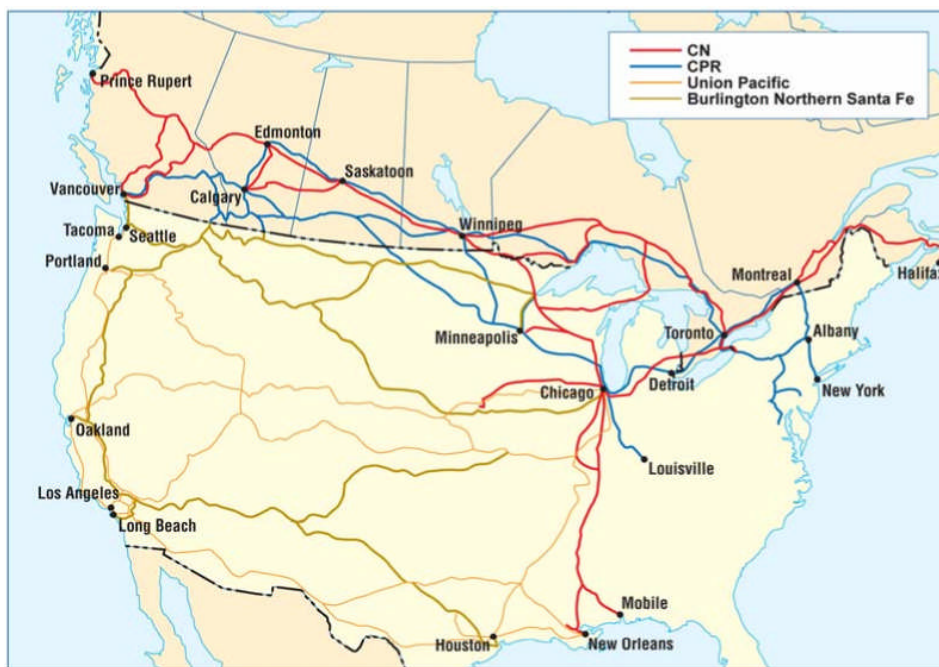 CN
CPR
Union Pacific
Burlington Northern Santa Fe
Prince Rupert
Edmonton
Saskatoon
Vancouver
Calgary
Winnipeg
Tacoma
Seattle
Portland
Montreal
Halifax
Minneapolis
Toronto
Albany
Detroit
Chicago
New York
Oakland
Louisville
Los Angeles
Long Beach
Mobile
Houston
New Orleans